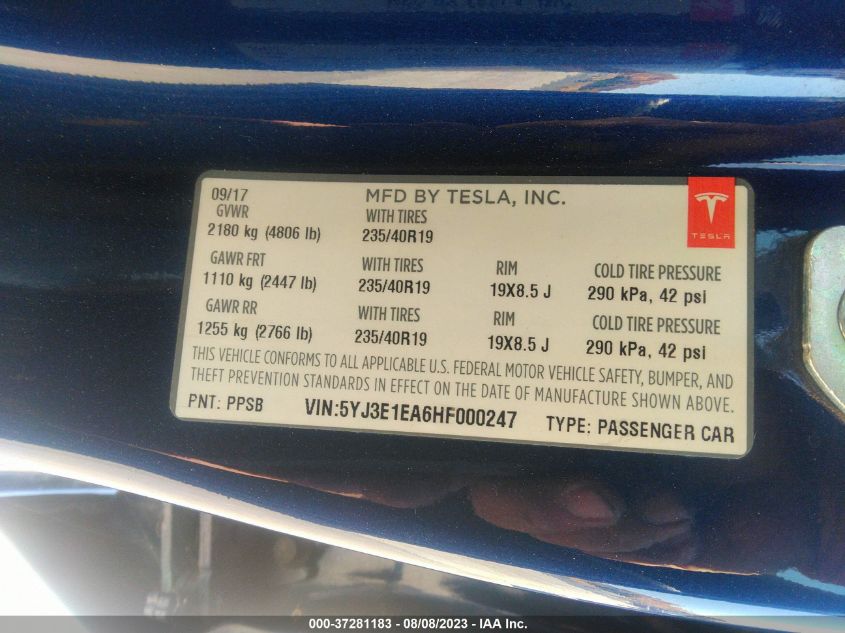 09/17 MFD BY TESLA, INC.
GVWR WITH TIRES
2180 kg (4806 lb) 235/40R19
TESLA
GAWR FRT WITH TIRES RIM COLD TIRE PRESSURE
1110 kg (2447 lb) 235/40R19 19X8.5 J 290 kPa, 42 psi
GAWR RR WITH TIRES RIM COLD TIRE PRESSURE
1255 kg (2766 lb) 235/40R19 19X8.5 J 290 kPa, 42 psi
THIS VEHICLE CONFORMS TO ALL APPLICABLE U.S. FEDERAL MOTOR VEHICLE SAFETY, BUMPER, AND
THEFT PREVENTION STANDARDS IN EFFECT ON THE DATE OF MANUFACTURE SHOWN ABOVE.
PNT: PPSB VIN:5YJ3E1EA6HF000247 TYPE: PASSENGER CAR
000-37281183 - 08/08/2023 - IAA Inc.